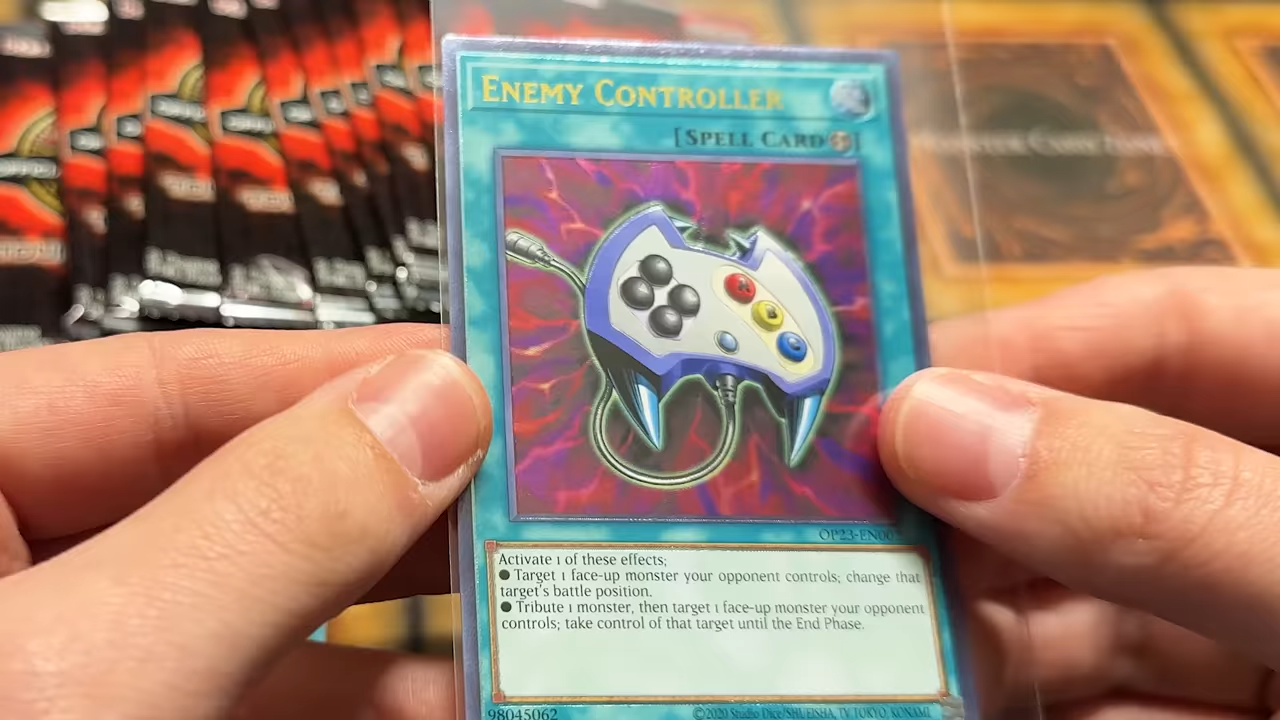 ENEMY CONTROLLER
[SPELL CARD]
OP23-EN00
Activate 1 of these effects;
● Target 1 face-up monster your opponent controls; change that
target's battle position.
● Tribute 1 monster, then target 1 face-up monster your opponent
controls; take control of that target until the End Phase.
98045062
©2020 Studio Dice/SHUEISHA, TV TOKYO, KONAMI